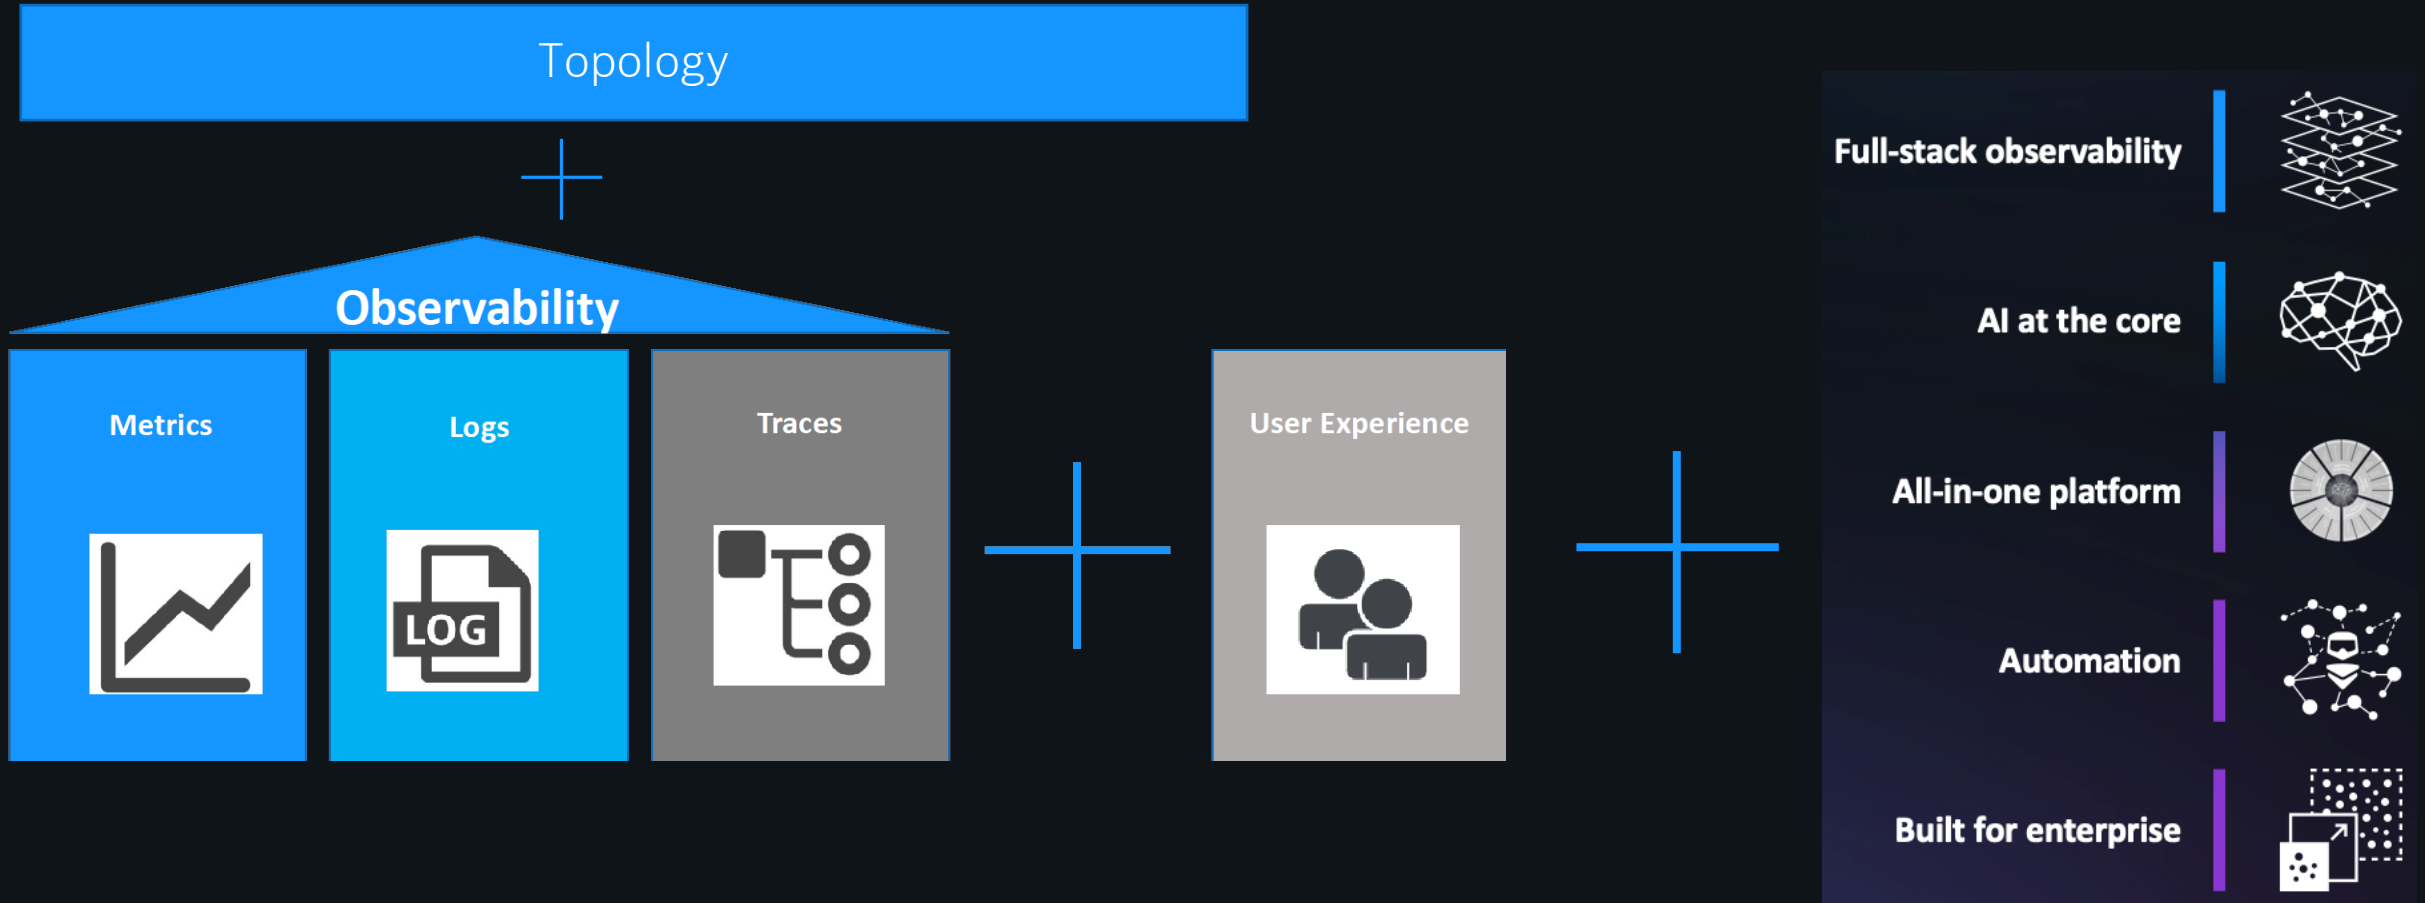 Topology
Observability
Metrics
Logs
Traces
User Experience
LOG
Full-stack observability
AI at the core
All-in-one platform
Automation
Built for enterprise